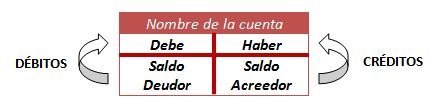 Nombre de la cuenta
Debe Haber
DÉBITOS Saldo Saldo CRÉDITOS
Deudor Acreedor